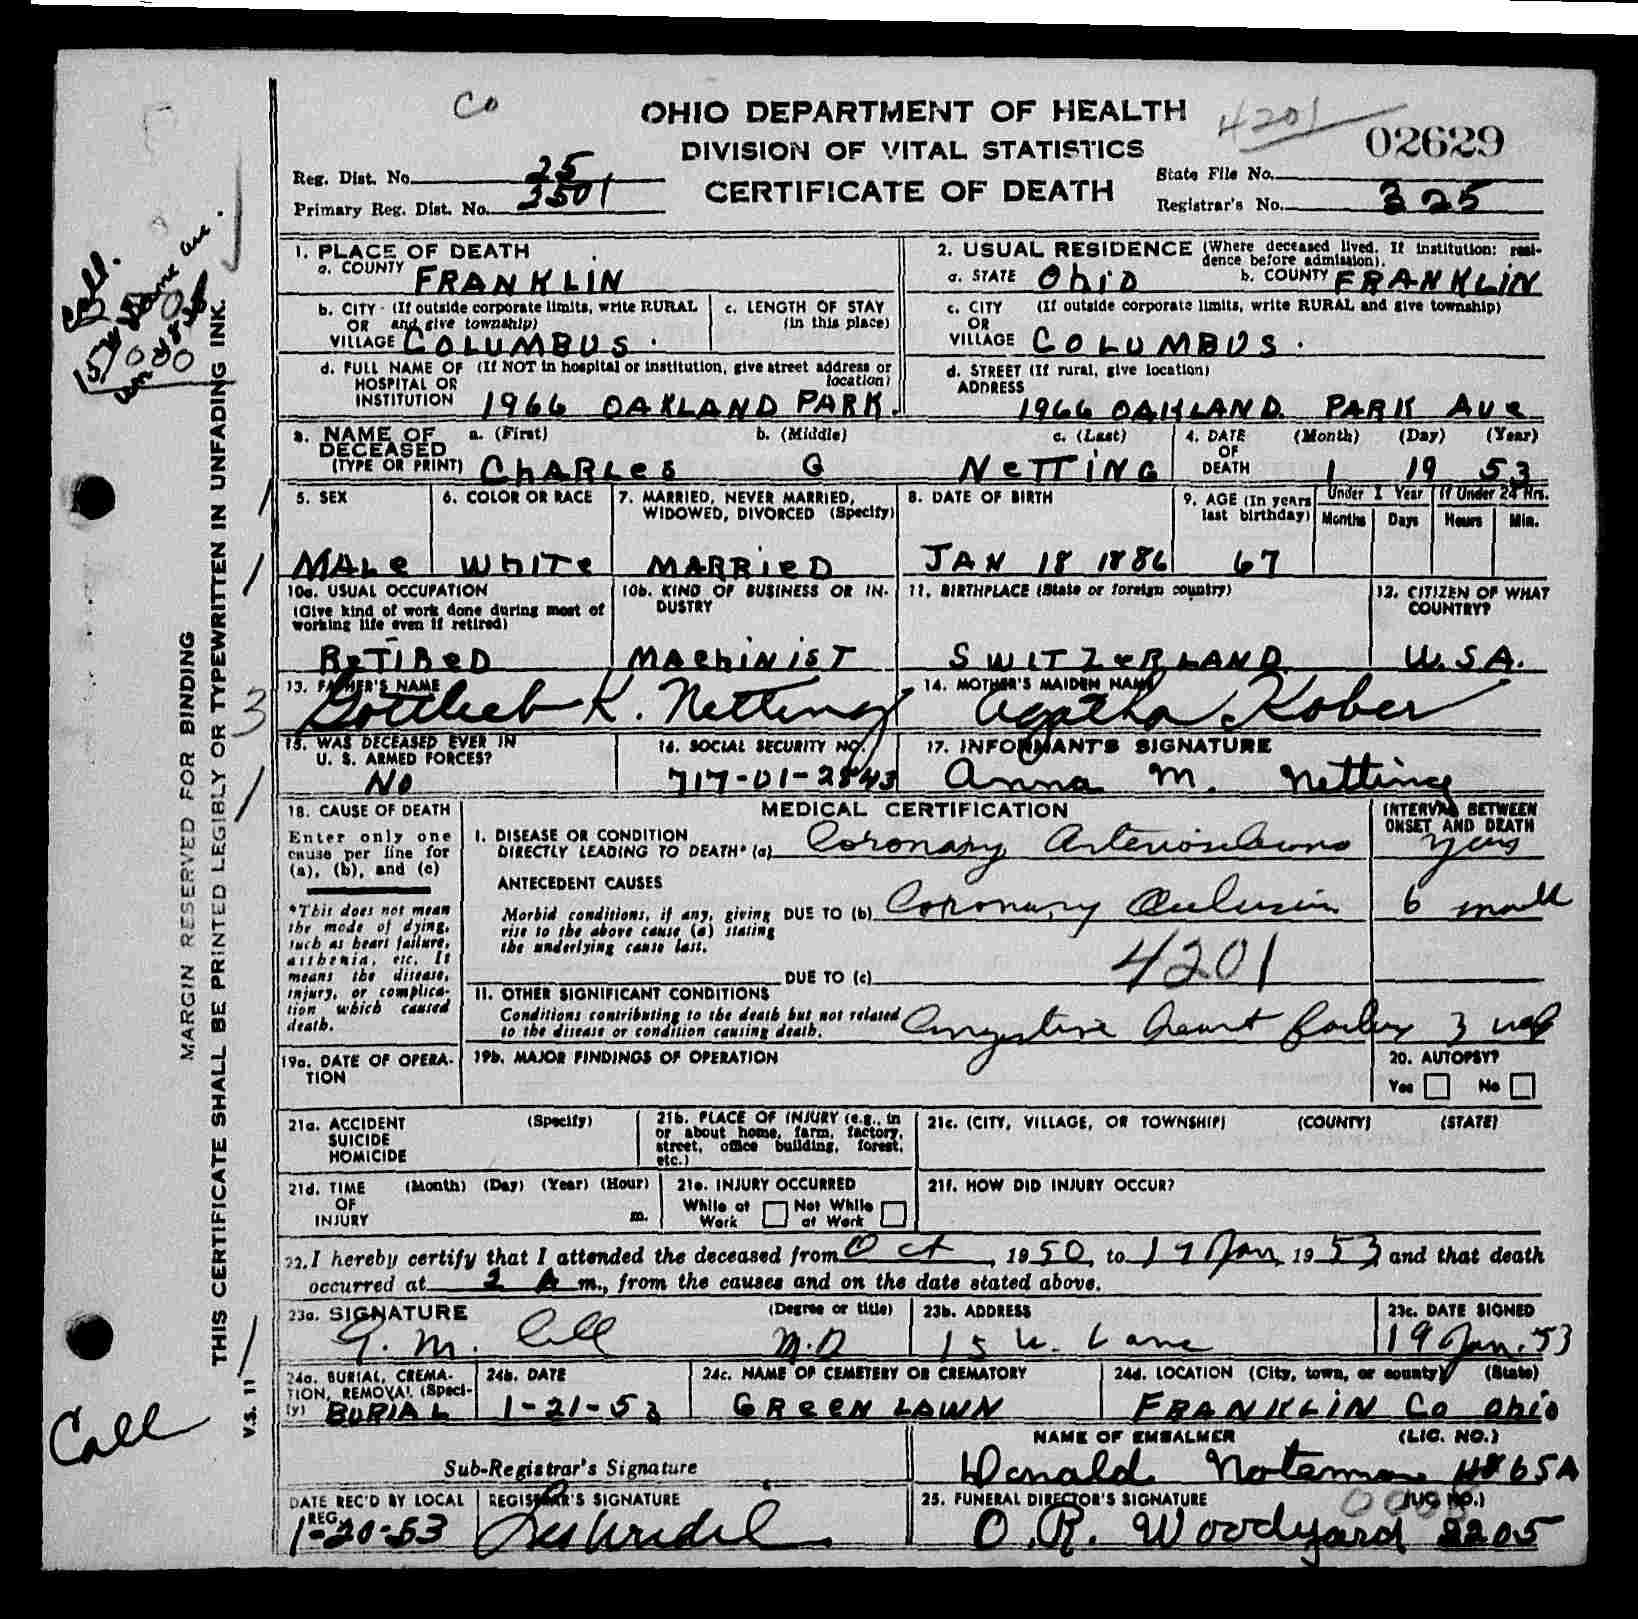 Co
OHIO DEPARTMENT OF HEALTH
DIVISION OF VITAL STATISTICS
CERTIFICATE OF DEATH
4201
02629
Reg. Dist. No. 25
Primary Reg. Dist. No. 2501
State File No.
Registrar's No. 325
1. PLACE OF DEATH
a. COUNTY FRANKLIN
b. CITY (If outside corporate limits, write RURAL
OR and give township)
VILLAGE COLUMBUS.
c. LENGTH OF STAY
(in this place)
d. FULL NAME OF (If NOT in hospital or institution, give street address or
HOSPITAL OR location)
INSTITUTION 1966 OAKLAND PARK.
2. USUAL RESIDENCE (Where deceased lived. If institution: resi-
dence before admission).
a. STATE OhiO b. COUNTY FRANKLiN
c. CITY (If outside corporate limits, write RURAL and give township)
OR
VILLAGE COLUMBUS.
d. STREET (If rural, give location)
ADDRESS
1966 OAKLAND PARK AVE
3. NAME OF a. (First) b. (Middle) c. (Last)
DECEASED
(TYPE OR PRINT) ChARLes G NeTTiNG
4. DATE (Month) (Day) (Year)
OF
DEATH 1 19 53
5. SEX
MALe
6. COLOR OR RACE
WhITe
7. MARRIED, NEVER MARRIED,
WIDOWED, DIVORCED (Specify)
MARRieD
8. DATE OF BIRTH
JAN 18 1886
9. AGE (In years
last birthday)
67
Under 1 Year If Under 24 Hrs.
Months Days Hours Min.
10a. USUAL OCCUPATION
(Give kind of work done during most of
working life even if retired)
ReTIReD
10b. KIND OF BUSINESS OR IN-
DUSTRY
MAChiNIST
11. BIRTHPLACE (State or foreign country)
SWITZeRLAND
12. CITIZEN OF WHAT
COUNTRY?
U.S.A.
13. FATHER'S NAME
Gottlieb K. Netting
14. MOTHER'S MAIDEN NAME
Agatha Kober
15. WAS DECEASED EVER IN
U. S. ARMED FORCES?
NO
16. SOCIAL SECURITY NO.
717-01-2843
17. INFORMANT'S SIGNATURE
Anna M. Netting
18. CAUSE OF DEATH
Enter only one
cause per line for
(a), (b), and (c)
*This does not mean
the mode of dying,
such as heart failure,
asthenia, etc. It
means the disease,
injury, or complica-
tion which caused
death.
MEDICAL CERTIFICATION
INTERVAL BETWEEN
ONSET AND DEATH
I. DISEASE OR CONDITION
DIRECTLY LEADING TO DEATH* (a) Coronary Arteriosclerosis years
ANTECEDENT CAUSES
Morbid conditions, if any, giving DUE TO (b) Coronary Occlusion 6
rise to the above cause (a) stating
the underlying cause last.
4201
DUE TO (c)
II. OTHER SIGNIFICANT CONDITIONS
Conditions contributing to the death but not related
to the disease or condition causing death.
Congestive heart failure 3
19a. DATE OF OPERA-
TION
19b. MAJOR FINDINGS OF OPERATION
20. AUTOPSY?
Yes No
21a. ACCIDENT (Specify)
SUICIDE
HOMICIDE
21b. PLACE OF INJURY (e.g., in
or about home, farm, factory,
street, office building, forest,
etc.)
21c. (CITY, VILLAGE, OR TOWNSHIP) (COUNTY) (STATE)
21d. TIME (Month) (Day) (Year) (Hour)
OF
INJURY m.
21e. INJURY OCCURRED
While at Not While
Work at Work
21f. HOW DID INJURY OCCUR?
22. I hereby certify that I attended the deceased from Oct, 1950, to 17 Jan, 1953 and that death
occurred at 2 A m., from the causes and on the date stated above.
23a. SIGNATURE (Degree or title)
M.D
23b. ADDRESS
15 W. Lane
23c. DATE SIGNED
19 Jan. 53
24a. BURIAL, CREMA-
TION, REMOVAL (Speci-
fy) BURIAL
24b. DATE
1-21-53
24c. NAME OF CEMETERY OR CREMATORY
GReeN LAWN
24d. LOCATION (City, town, or county) (State)
FRANKLiN Co Ohio
Sub-Registrar's Signature
NAME OF EMBALMER (LIC. NO.)
Donald Noteman
DATE REC'D BY LOCAL
REG.
1-20-53
REGISTRAR'S SIGNATURE
25. FUNERAL DIRECTOR'S SIGNATURE (LIC. NO.)
O.R. Woodyard 2205
MARGIN RESERVED FOR BINDING
THIS CERTIFICATE SHALL BE PRINTED LEGIBLY OR TYPEWRITTEN IN UNFADING INK.
V.S. 11
3
Call